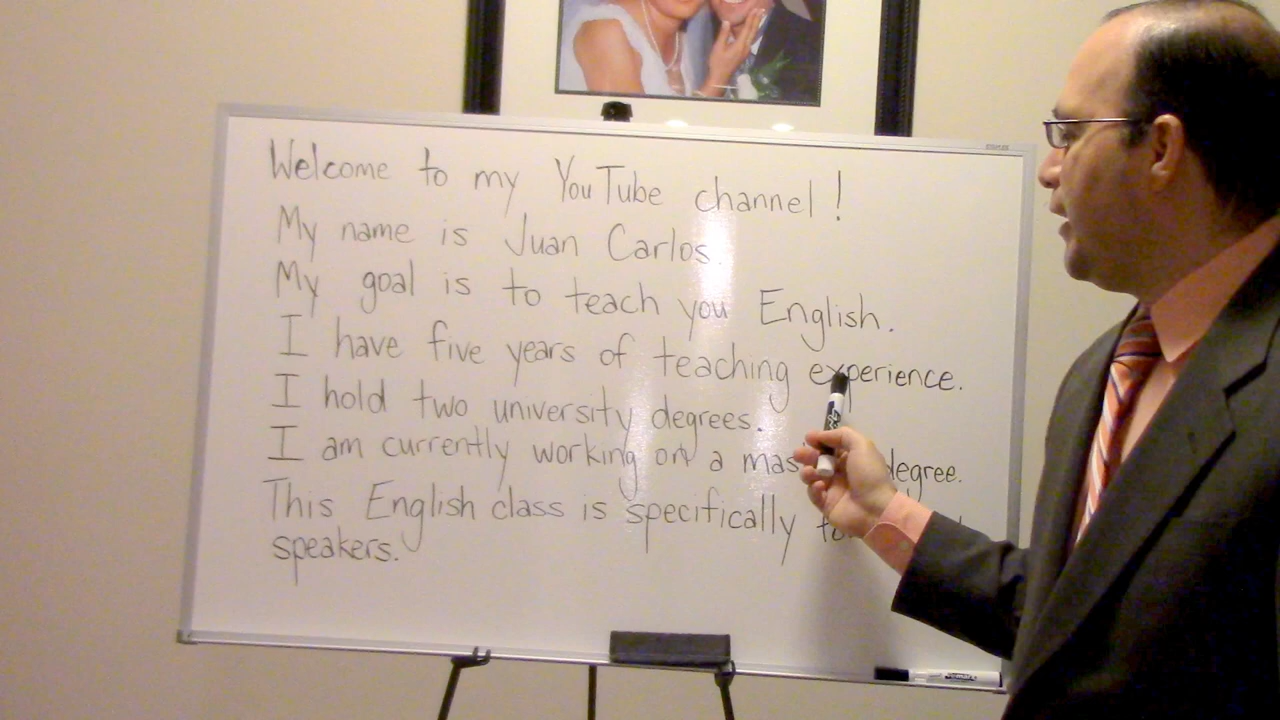 Welcome to my YouTube channel!
My name is Juan Carlos.
My goal is to teach you English.
I have five years of teaching experience.
I hold two university degrees.
I am currently working on a degree.
This English class is specifically
speakers.